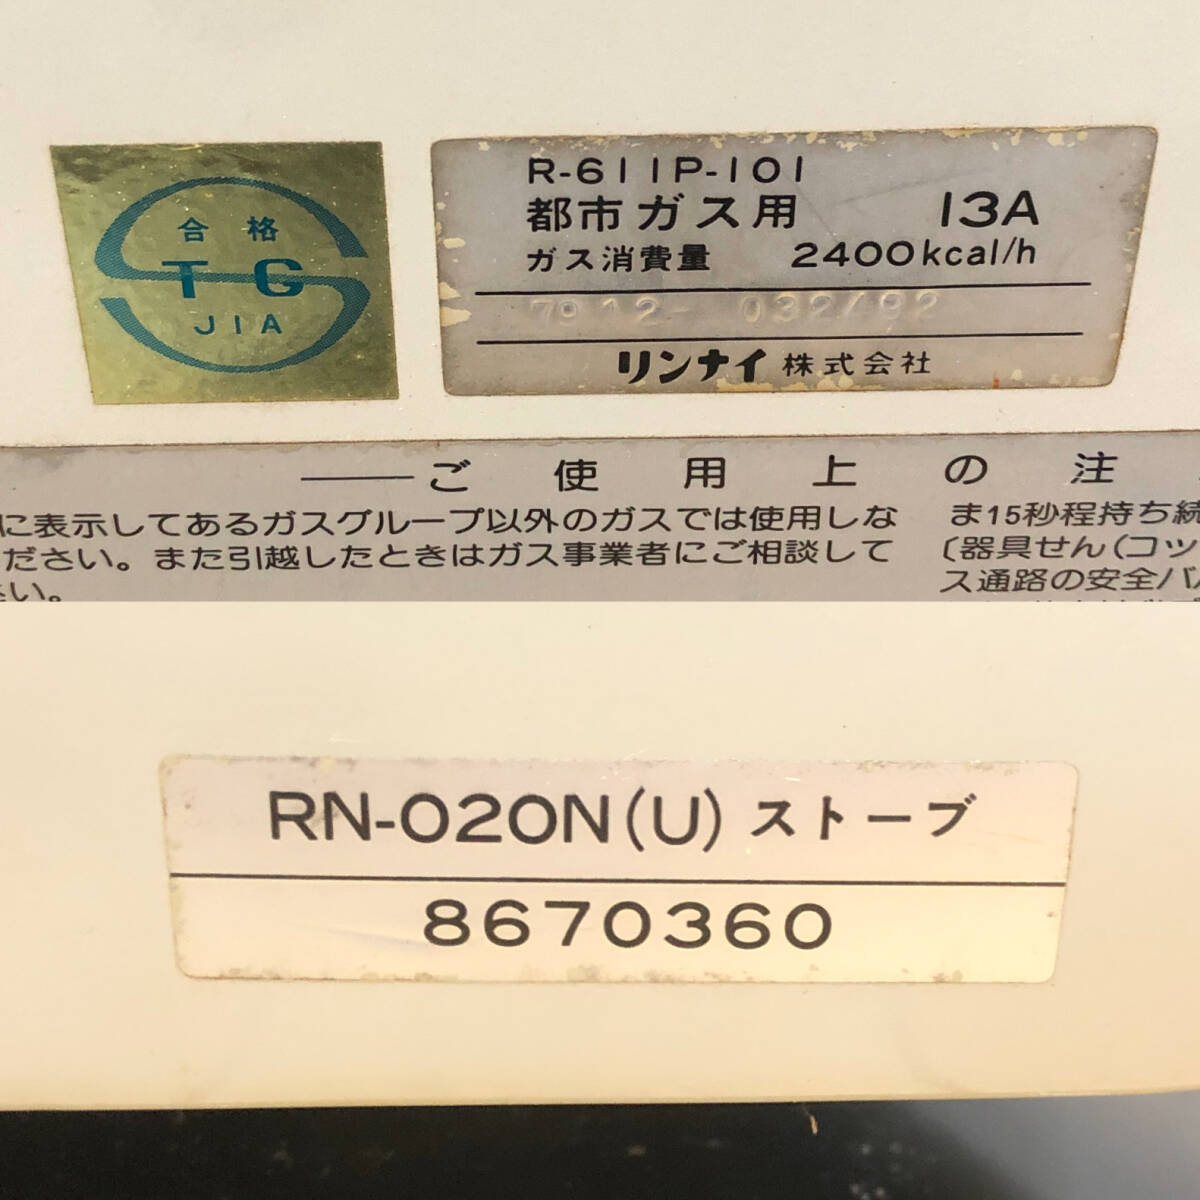 合格
TG
JIA
R-611P-101
都市ガス用 13A
ガス消費量 2400kcal/h
リンナイ株式会社
ご使用上の注
に表示してあるガスグループ以外のガスでは使用しな
ださい。また引越したときはガス事業者にご相談して
さい。
ま15秒程持ち続
〔器具せん(コッ
ス通路の安全バ
RN-020N(U) ストーブ
8670360